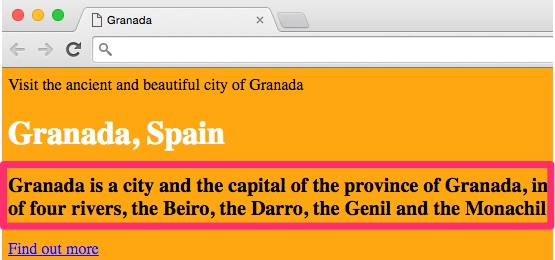 Granada
Visit the ancient and beautiful city of Granada
Granada, Spain
Granada is a city and the capital of the province of Granada, in
of four rivers, the Beiro, the Darro, the Genil and the Monachil
Find out more